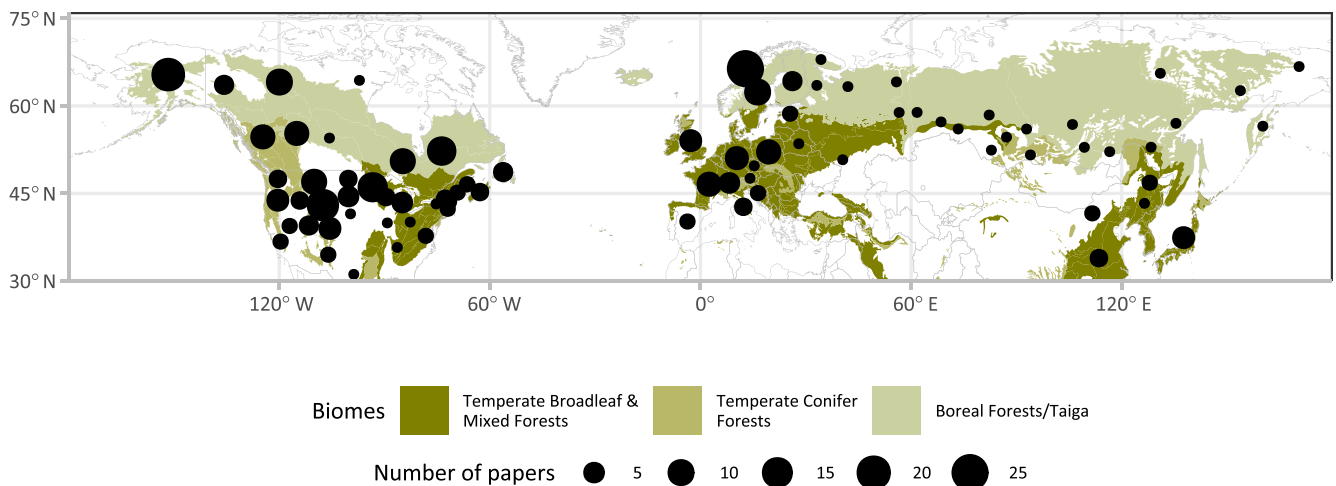 75° N
60° N
45° N
30° N
120° W
60° W
0°
60° E
120° E
Biomes
Temperate Broadleaf &
Mixed Forests
Temperate Conifer
Forests
Boreal Forests/Taiga
Number of papers
5
10
15
20
25